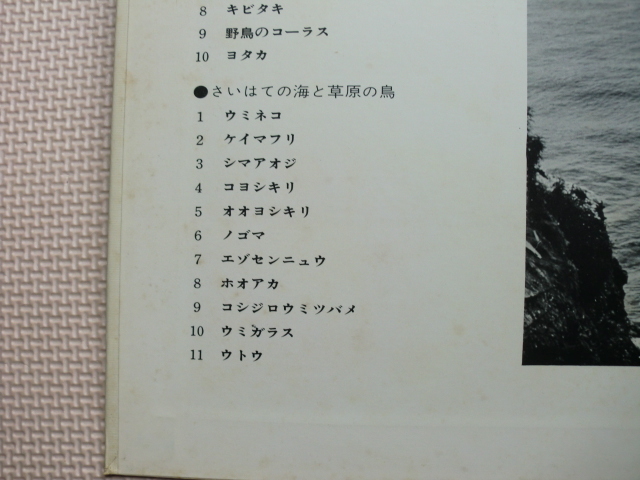 8 キビタキ
9 野鳥のコーラス
10 ヨタカ
●さいはての海と草原の鳥
1 ウミネコ
2 ケイマフリ
3 シマアオジ
4 コヨシキリ
5 オオヨシキリ
6 ノゴマ
7 エゾセンニュウ
8 ホオアカ
9 コシジロウミツバメ
10 ウミガラス
11 ウトウ